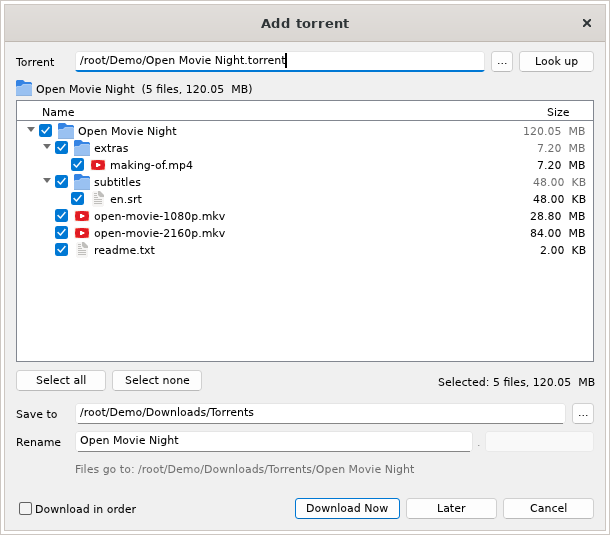 Add torrent
Torrent /root/Demo/Open Movie Night.torrent ... Look up
Open Movie Night (5 files, 120.05 MB)
Name Size
Open Movie Night 120.05 MB
extras 7.20 MB
making-of.mp4 7.20 MB
subtitles 48.00 KB
en.srt 48.00 KB
open-movie-1080p.mkv 28.80 MB
open-movie-2160p.mkv 84.00 MB
readme.txt 2.00 KB
Select all Select none Selected: 5 files, 120.05 MB
Save to /root/Demo/Downloads/Torrents ...
Rename Open Movie Night .
Files go to: /root/Demo/Downloads/Torrents/Open Movie Night
Download in order Download Now Later Cancel